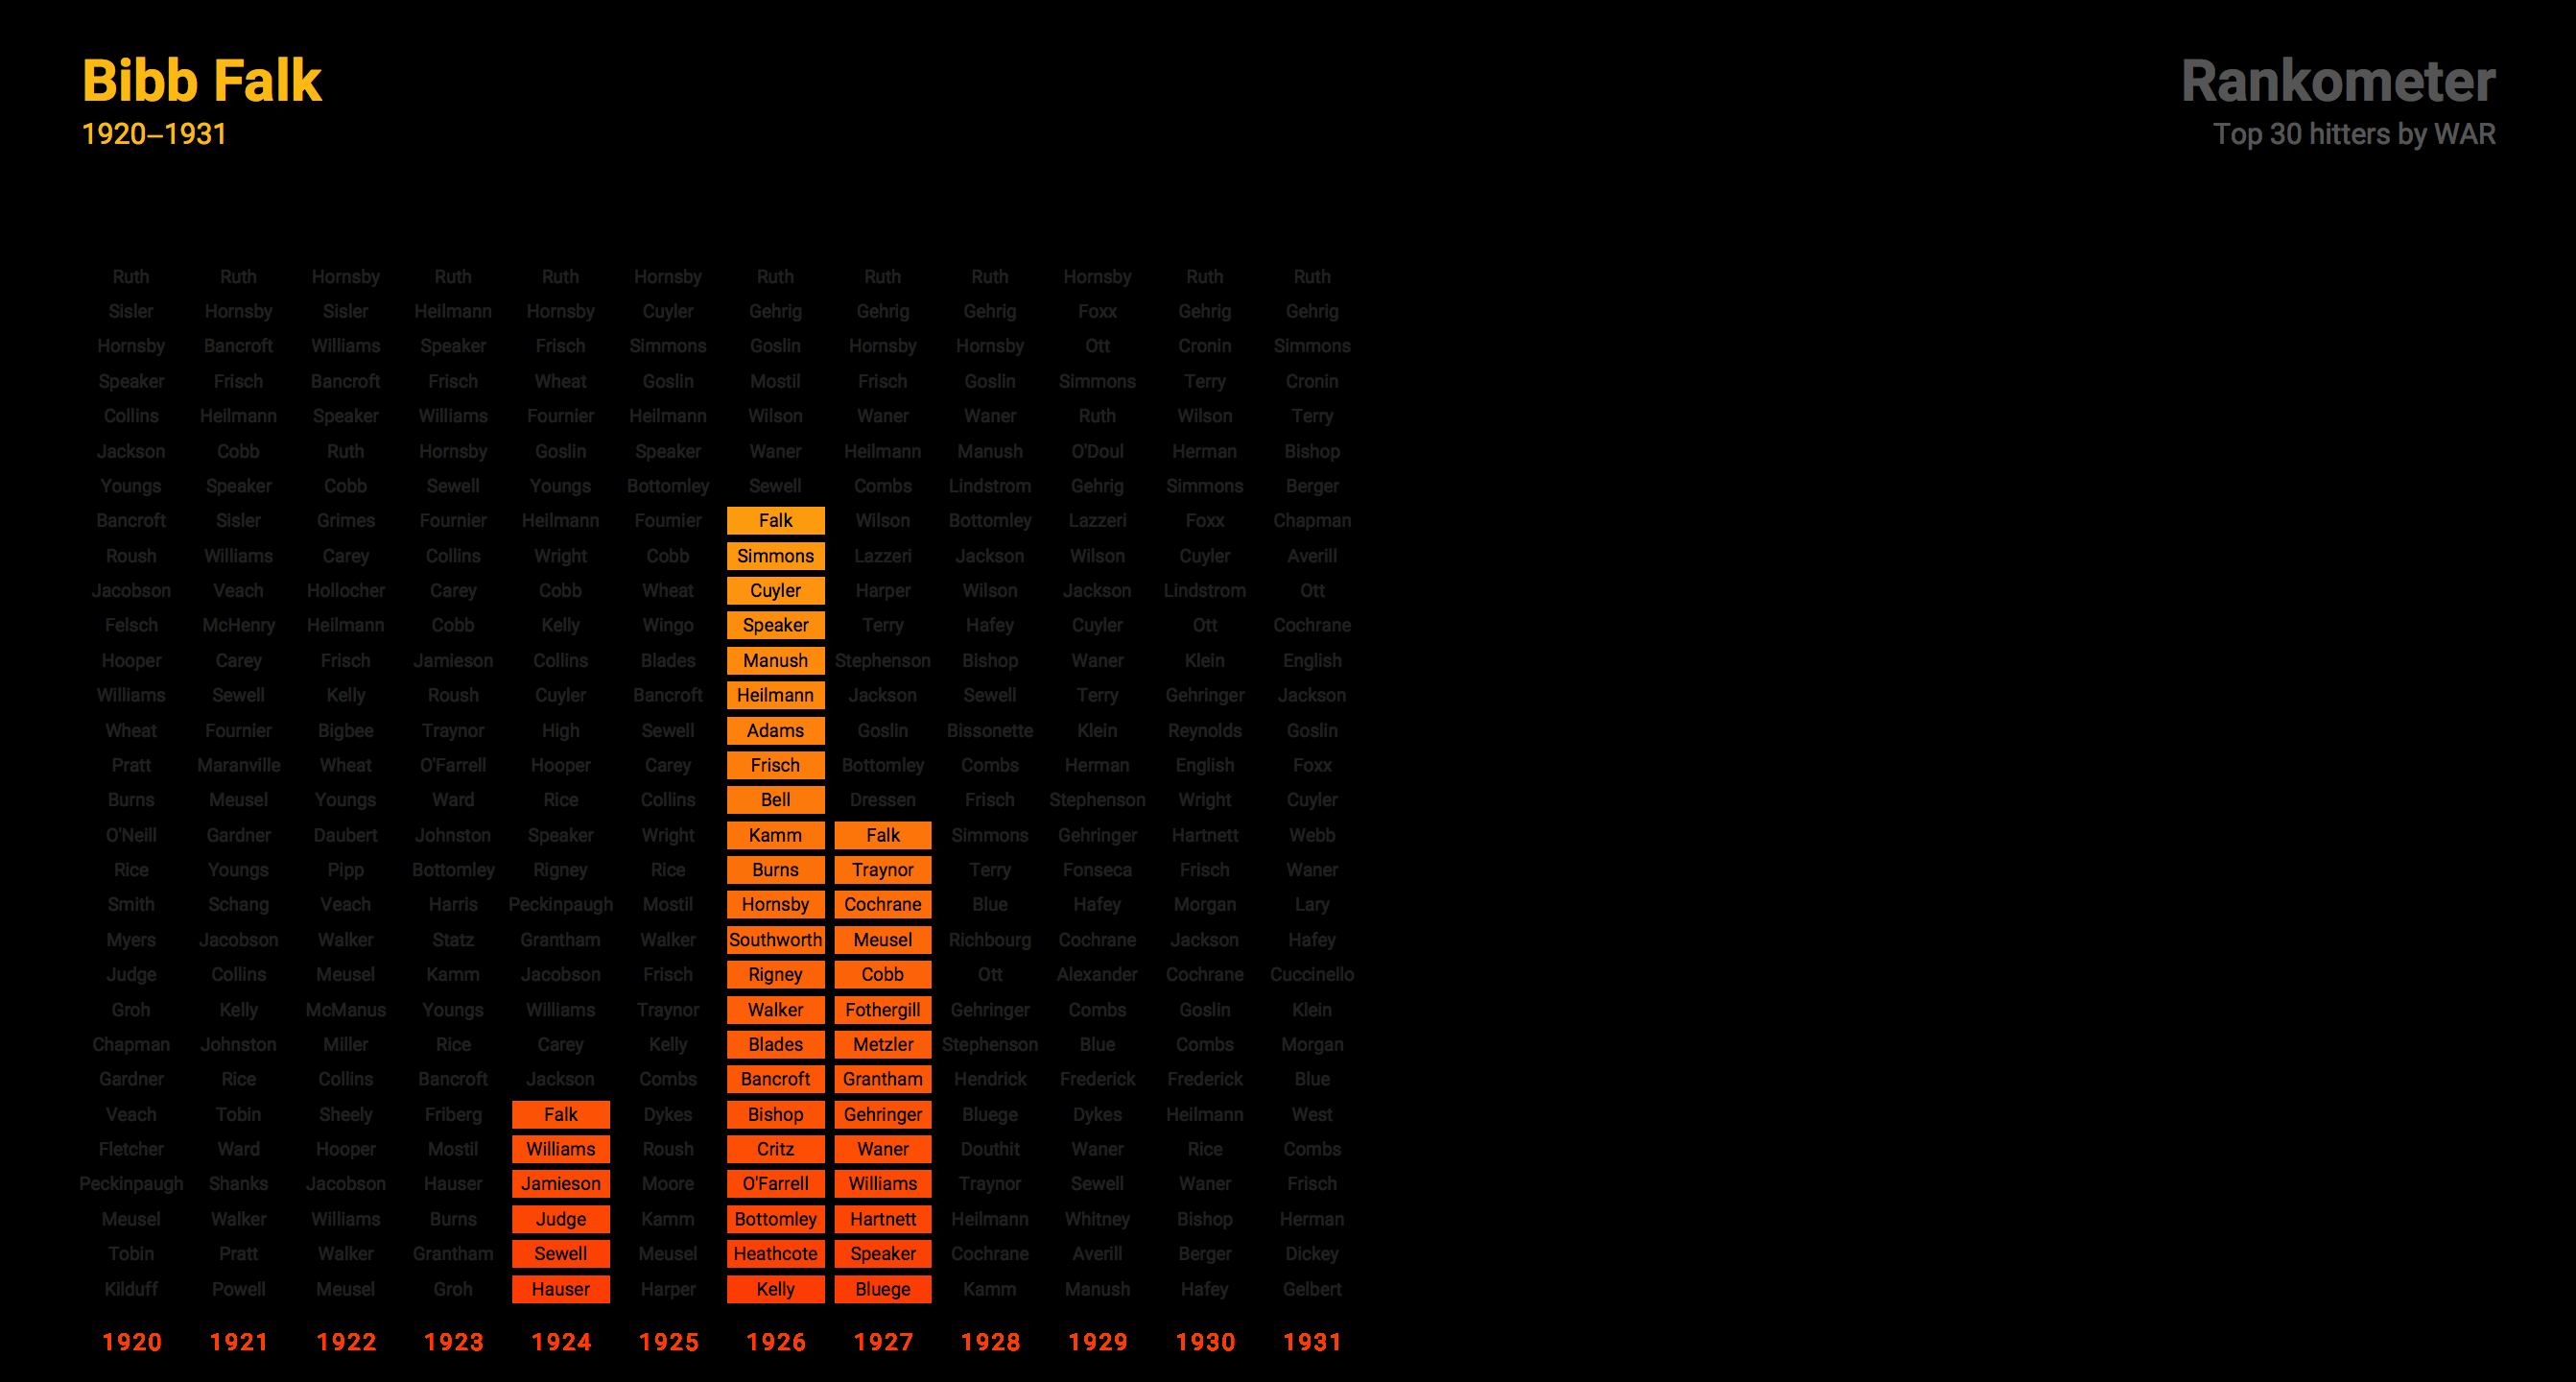 Bibb Falk
1920–1931
Rankometer
Top 30 hitters by WAR
Ruth Ruth Hornsby Ruth Ruth Hornsby Ruth Ruth Ruth Hornsby Ruth Ruth
Sisler Hornsby Sisler Heilmann Hornsby Cuyler Gehrig Gehrig Gehrig Foxx Gehrig Gehrig
Hornsby Bancroft Williams Speaker Frisch Simmons Goslin Hornsby Hornsby Ott Cronin Simmons
Speaker Frisch Bancroft Frisch Wheat Goslin Mostil Frisch Goslin Simmons Terry Cronin
Collins Heilmann Speaker Williams Fournier Heilmann Wilson Waner Waner Ruth Wilson Terry
Jackson Cobb Ruth Hornsby Goslin Speaker Waner Heilmann Manush O'Doul Herman Bishop
Youngs Speaker Cobb Sewell Youngs Bottomley Sewell Combs Lindstrom Gehrig Simmons Berger
Bancroft Sisler Grimes Fournier Heilmann Fournier Falk Wilson Bottomley Lazzeri Foxx Chapman
Roush Williams Carey Collins Wright Cobb Simmons Lazzeri Jackson Wilson Cuyler Averill
Jacobson Veach Hollocher Carey Cobb Wheat Cuyler Harper Wilson Jackson Lindstrom Ott
Felsch McHenry Heilmann Cobb Kelly Wingo Speaker Terry Hafey Cuyler Ott Cochrane
Hooper Carey Frisch Jamieson Collins Blades Manush Stephenson Bishop Waner Klein English
Williams Sewell Kelly Roush Cuyler Bancroft Heilmann Jackson Sewell Terry Gehringer Jackson
Wheat Fournier Bigbee Traynor High Sewell Adams Goslin Bissonette Klein Reynolds Goslin
Pratt Maranville Wheat O'Farrell Hooper Carey Frisch Bottomley Combs Herman English Foxx
Burns Meusel Youngs Ward Rice Collins Bell Dressen Frisch Stephenson Wright Cuyler
O'Neill Gardner Daubert Johnston Speaker Wright Kamm Falk Simmons Gehringer Hartnett Webb
Rice Youngs Pipp Bottomley Rigney Rice Burns Traynor Terry Fonseca Frisch Waner
Smith Schang Veach Harris Peckinpaugh Mostil Hornsby Cochrane Blue Hafey Morgan Lary
Myers Jacobson Walker Statz Grantham Walker Southworth Meusel Richbourg Cochrane Jackson Hafey
Judge Collins Meusel Kamm Jacobson Frisch Rigney Cobb Ott Alexander Cochrane Cuccinello
Groh Kelly McManus Youngs Williams Traynor Walker Fothergill Gehringer Combs Goslin Klein
Chapman Johnston Miller Rice Carey Kelly Blades Metzler Stephenson Blue Combs Morgan
Gardner Rice Collins Bancroft Jackson Combs Bancroft Grantham Hendrick Frederick Frederick Blue
Veach Tobin Sheely Friberg Falk Dykes Bishop Gehringer Bluege Dykes Heilmann West
Fletcher Ward Hooper Mostil Williams Roush Critz Waner Douthit Waner Rice Combs
Peckinpaugh Shanks Jacobson Hauser Jamieson Moore O'Farrell Williams Traynor Sewell Waner Frisch
Meusel Walker Williams Burns Judge Kamm Bottomley Hartnett Heilmann Whitney Bishop Herman
Tobin Pratt Walker Grantham Sewell Meusel Heathcote Speaker Cochrane Averill Berger Dickey
Kilduff Powell Meusel Groh Hauser Harper Kelly Bluege Kamm Manush Hafey Gelbert
1920 1921 1922 1923 1924 1925 1926 1927 1928 1929 1930 1931